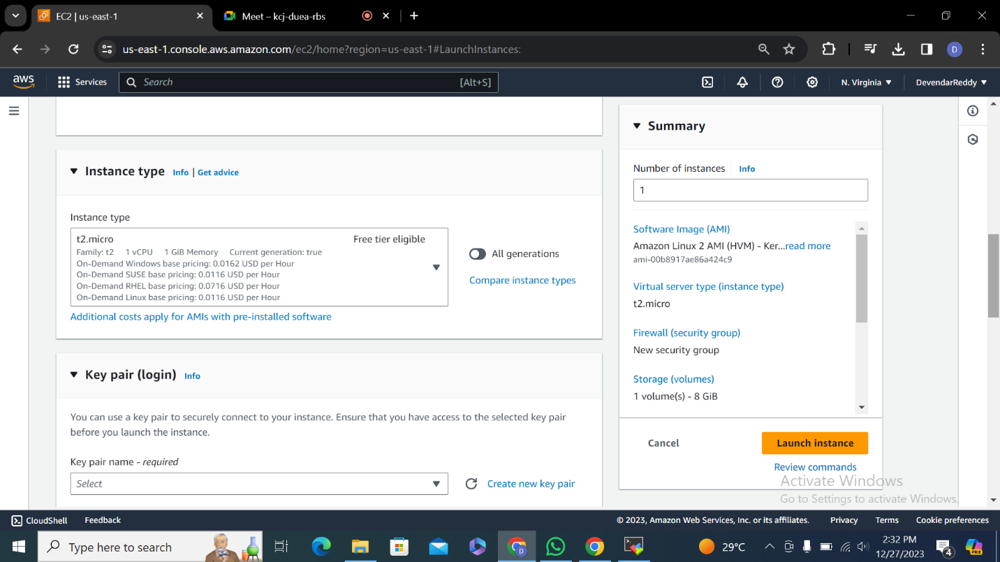 EC2 | us-east-1
Meet – kcj-duea-rbs
us-east-1.console.aws.amazon.com/ec2/home?region=us-east-1#LaunchInstances:
D
aws
Services
Search
[Alt+S]
N. Virginia
DevendarReddy
Instance type
Info | Get advice
Instance type
t2.micro
Free tier eligible
Family: t2 1 vCPU 1 GiB Memory Current generation: true
On-Demand Windows base pricing: 0.0162 USD per Hour
On-Demand SUSE base pricing: 0.0116 USD per Hour
On-Demand RHEL base pricing: 0.0716 USD per Hour
On-Demand Linux base pricing: 0.0116 USD per Hour
All generations
Compare instance types
Additional costs apply for AMIs with pre-installed software
Key pair (login)
Info
You can use a key pair to securely connect to your instance. Ensure that you have access to the selected key pair
before you launch the instance.
Key pair name - required
Select
Create new key pair
Summary
Number of instances
Info
1
Software Image (AMI)
Amazon Linux 2 AMI (HVM) - Ker...read more
ami-00b8917ae86a424c9
Virtual server type (instance type)
t2.micro
Firewall (security group)
New security group
Storage (volumes)
1 volume(s) - 8 GiB
Cancel
Launch instance
Review commands
Activate Windows
Go to Settings to activate Windows.
CloudShell
Feedback
© 2023, Amazon Web Services, Inc. or its affiliates.
Privacy
Terms
Cookie preferences
Type here to search
D
29°C
2:32 PM
12/27/2023
4
PRE